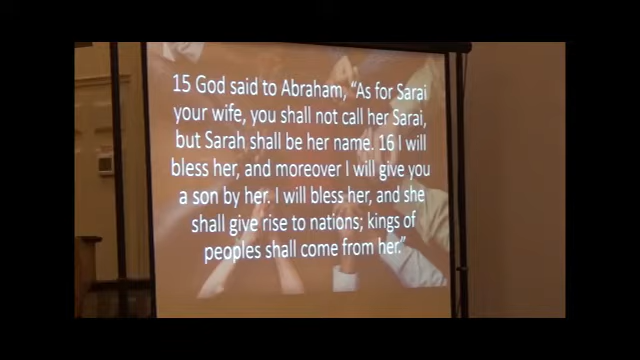 15 God said to Abraham, “As for Sarai
your wife, you shall not call her Sarai,
but Sarah shall be her name. 16 I will
bless her, and moreover I will give you
a son by her. I will bless her, and she
shall give rise to nations; kings of
peoples shall come from her.”